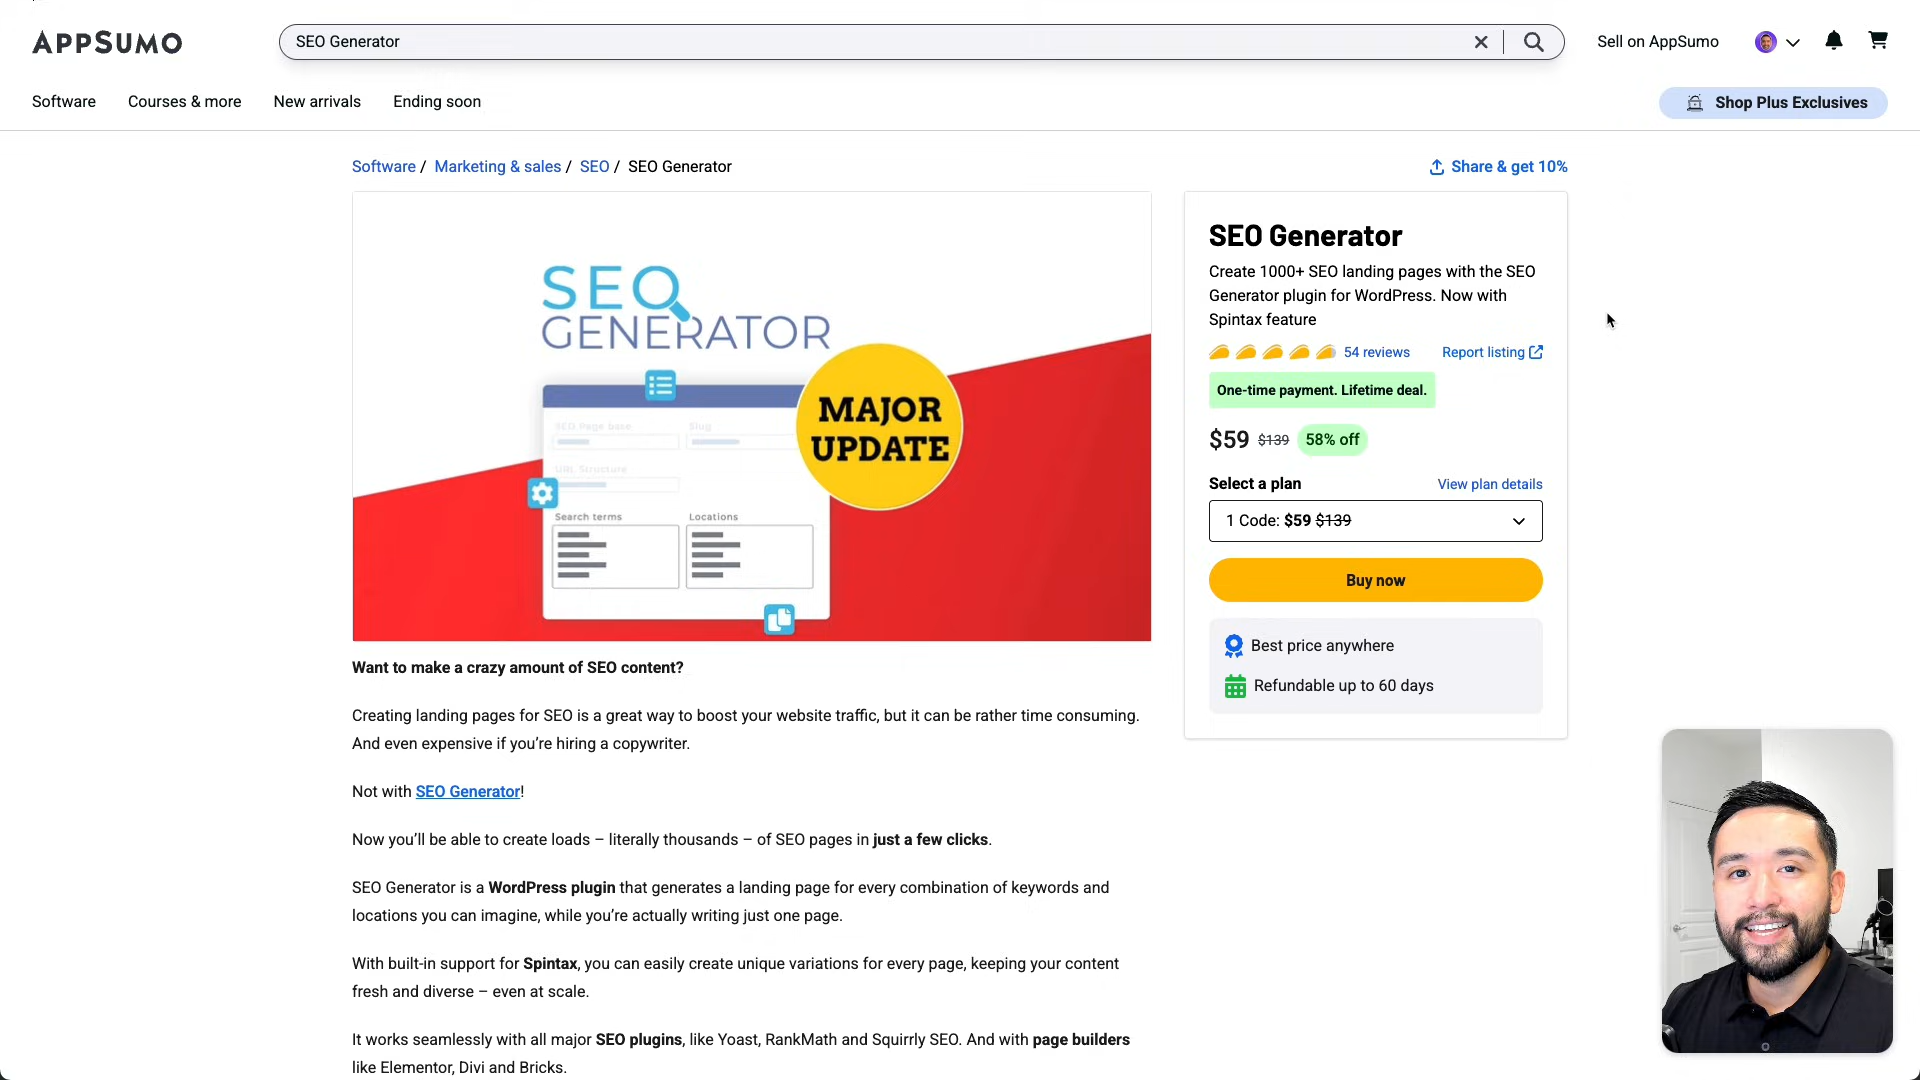 APPSUMO
SEO Generator
Sell on AppSumo
Software
Courses & more
New arrivals
Ending soon
Shop Plus Exclusives
Software / Marketing & sales / SEO / SEO Generator
Share & get 10%
SEO
GENERATOR
MAJOR
UPDATE
SEO Page base
Slug
URL Structure
Search terms
Locations
SEO Generator
Create 1000+ SEO landing pages with the SEO
Generator plugin for WordPress. Now with
Spintax feature
54 reviews
Report listing
One-time payment. Lifetime deal.
$59 $139 58% off
Select a plan
View plan details
1 Code: $59 $139
Buy now
Best price anywhere
Refundable up to 60 days
Want to make a crazy amount of SEO content?
Creating landing pages for SEO is a great way to boost your website traffic, but it can be rather time consuming.
And even expensive if you’re hiring a copywriter.
Not with SEO Generator!
Now you’ll be able to create loads – literally thousands – of SEO pages in just a few clicks.
SEO Generator is a WordPress plugin that generates a landing page for every combination of keywords and
locations you can imagine, while you’re actually writing just one page.
With built-in support for Spintax, you can easily create unique variations for every page, keeping your content
fresh and diverse – even at scale.
It works seamlessly with all major SEO plugins, like Yoast, RankMath and Squirrly SEO. And with page builders
like Elementor, Divi and Bricks.